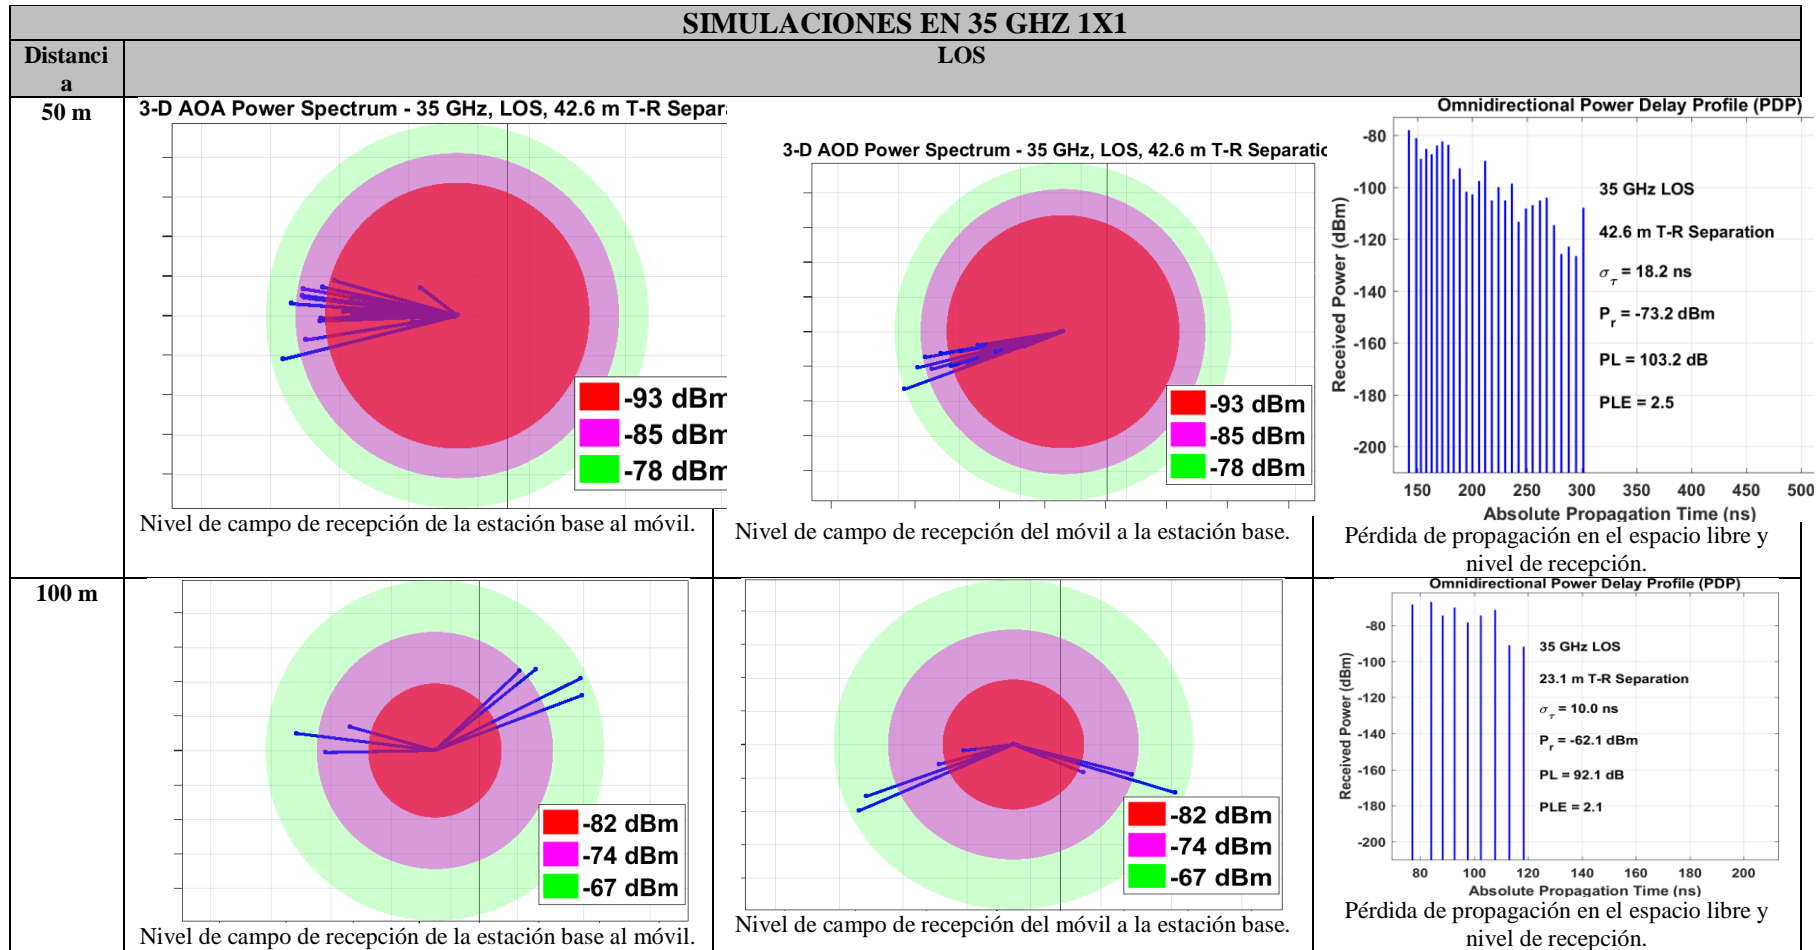 SIMULACIONES EN 35 GHZ 1X1
Distanci
a
LOS
50 m
3-D AOA Power Spectrum - 35 GHz, LOS, 42.6 m T-R Separa
-93 dBm
-85 dBm
-78 dBm
Nivel de campo de recepción de la estación base al móvil.
3-D AOD Power Spectrum - 35 GHz, LOS, 42.6 m T-R Separatio
-93 dBm
-85 dBm
-78 dBm
Nivel de campo de recepción del móvil a la estación base.
Omnidirectional Power Delay Profile (PDP)
Received Power (dBm)
-80
-100
-120
-140
-160
-180
-200
35 GHz LOS
42.6 m T-R Separation
στ = 18.2 ns
Pr = -73.2 dBm
PL = 103.2 dB
PLE = 2.5
150 200 250 300 350 400 450 500
Absolute Propagation Time (ns)
Pérdida de propagación en el espacio libre y
nivel de recepción.
100 m
-82 dBm
-74 dBm
-67 dBm
Nivel de campo de recepción de la estación base al móvil.
-82 dBm
-74 dBm
-67 dBm
Nivel de campo de recepción del móvil a la estación base.
Omnidirectional Power Delay Profile (PDP)
Received Power (dBm)
-80
-100
-120
-140
-160
-180
-200
35 GHz LOS
23.1 m T-R Separation
στ = 10.0 ns
Pr = -62.1 dBm
PL = 92.1 dB
PLE = 2.1
80 100 120 140 160 180 200
Absolute Propagation Time (ns)
Pérdida de propagación en el espacio libre y
nivel de recepción.